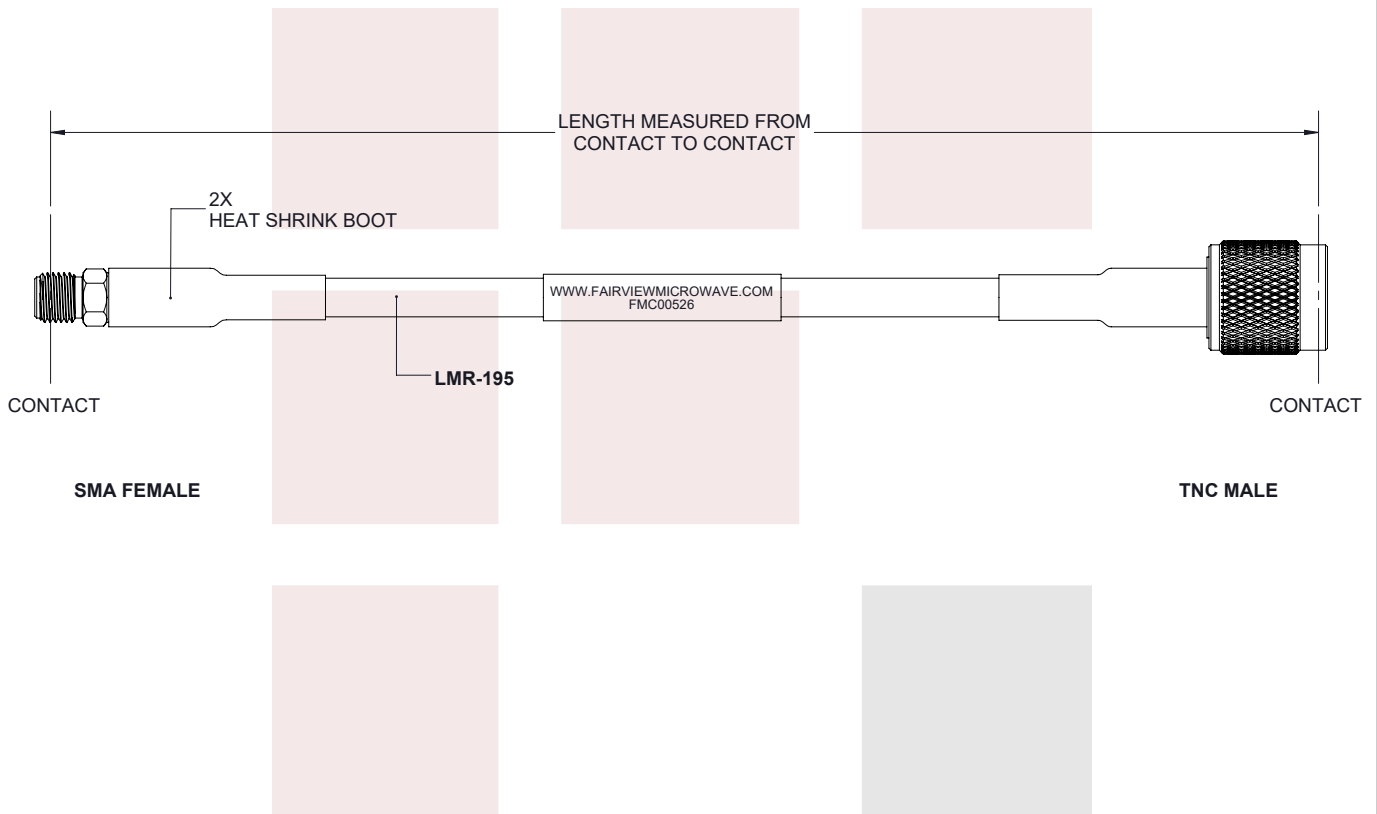 LENGTH MEASURED FROM
CONTACT TO CONTACT
2X
HEAT SHRINK BOOT
WWW.FAIRVIEWMICROWAVE.COM
FMC00526
LMR-195
CONTACT
CONTACT
SMA FEMALE
TNC MALE